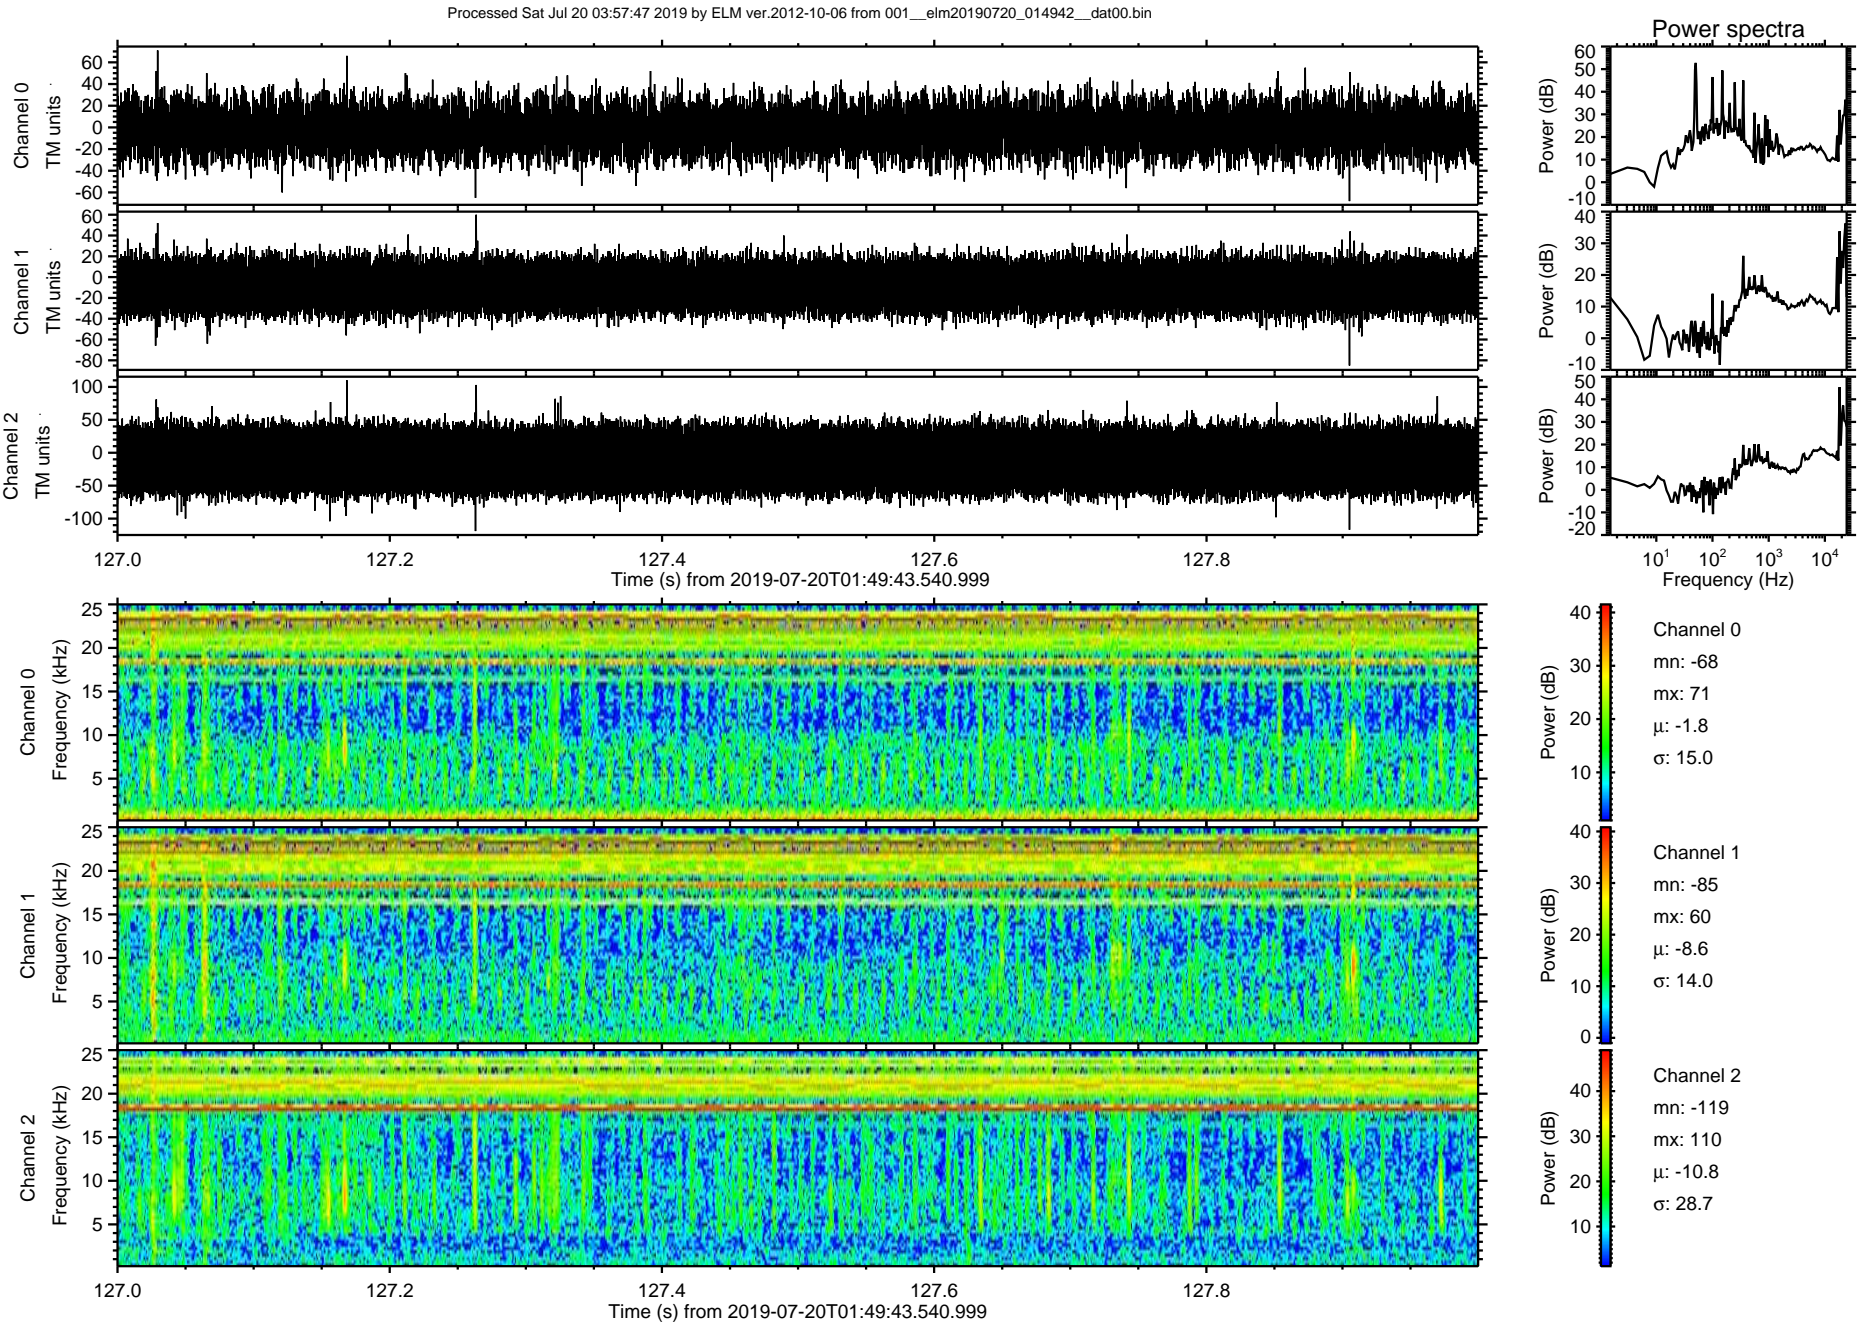 Processed Sat Jul 20 03:57:47 2019 by ELM ver.2012-10-06 from 001__elm20190720_014942__dat00.bin
Power spectra
Channel 0
TM units
60
40
20
0
-20
-40
-60
Power (dB)
60
50
40
30
20
10
0
-10
Channel 1
TM units
60
40
20
0
-20
-40
-60
-80
Power (dB)
40
30
20
10
0
-10
Channel 2
TM units
100
50
0
-50
-100
Power (dB)
50
40
30
20
10
0
-10
-20
127.0 127.2 127.4 127.6 127.8
Time (s) from 2019-07-20T01:49:43.540.999
10^1 10^2 10^3 10^4
Frequency (Hz)
Channel 0
Frequency (kHz)
25
20
15
10
5
Power (dB)
40
30
20
10
Channel 0
mn: -68
mx: 71
μ: -1.8
σ: 15.0
Channel 1
Frequency (kHz)
25
20
15
10
5
Power (dB)
40
30
20
10
0
Channel 1
mn: -85
mx: 60
μ: -8.6
σ: 14.0
Channel 2
Frequency (kHz)
25
20
15
10
5
Power (dB)
40
30
20
10
Channel 2
mn: -119
mx: 110
μ: -10.8
σ: 28.7
127.0 127.2 127.4 127.6 127.8
Time (s) from 2019-07-20T01:49:43.540.999